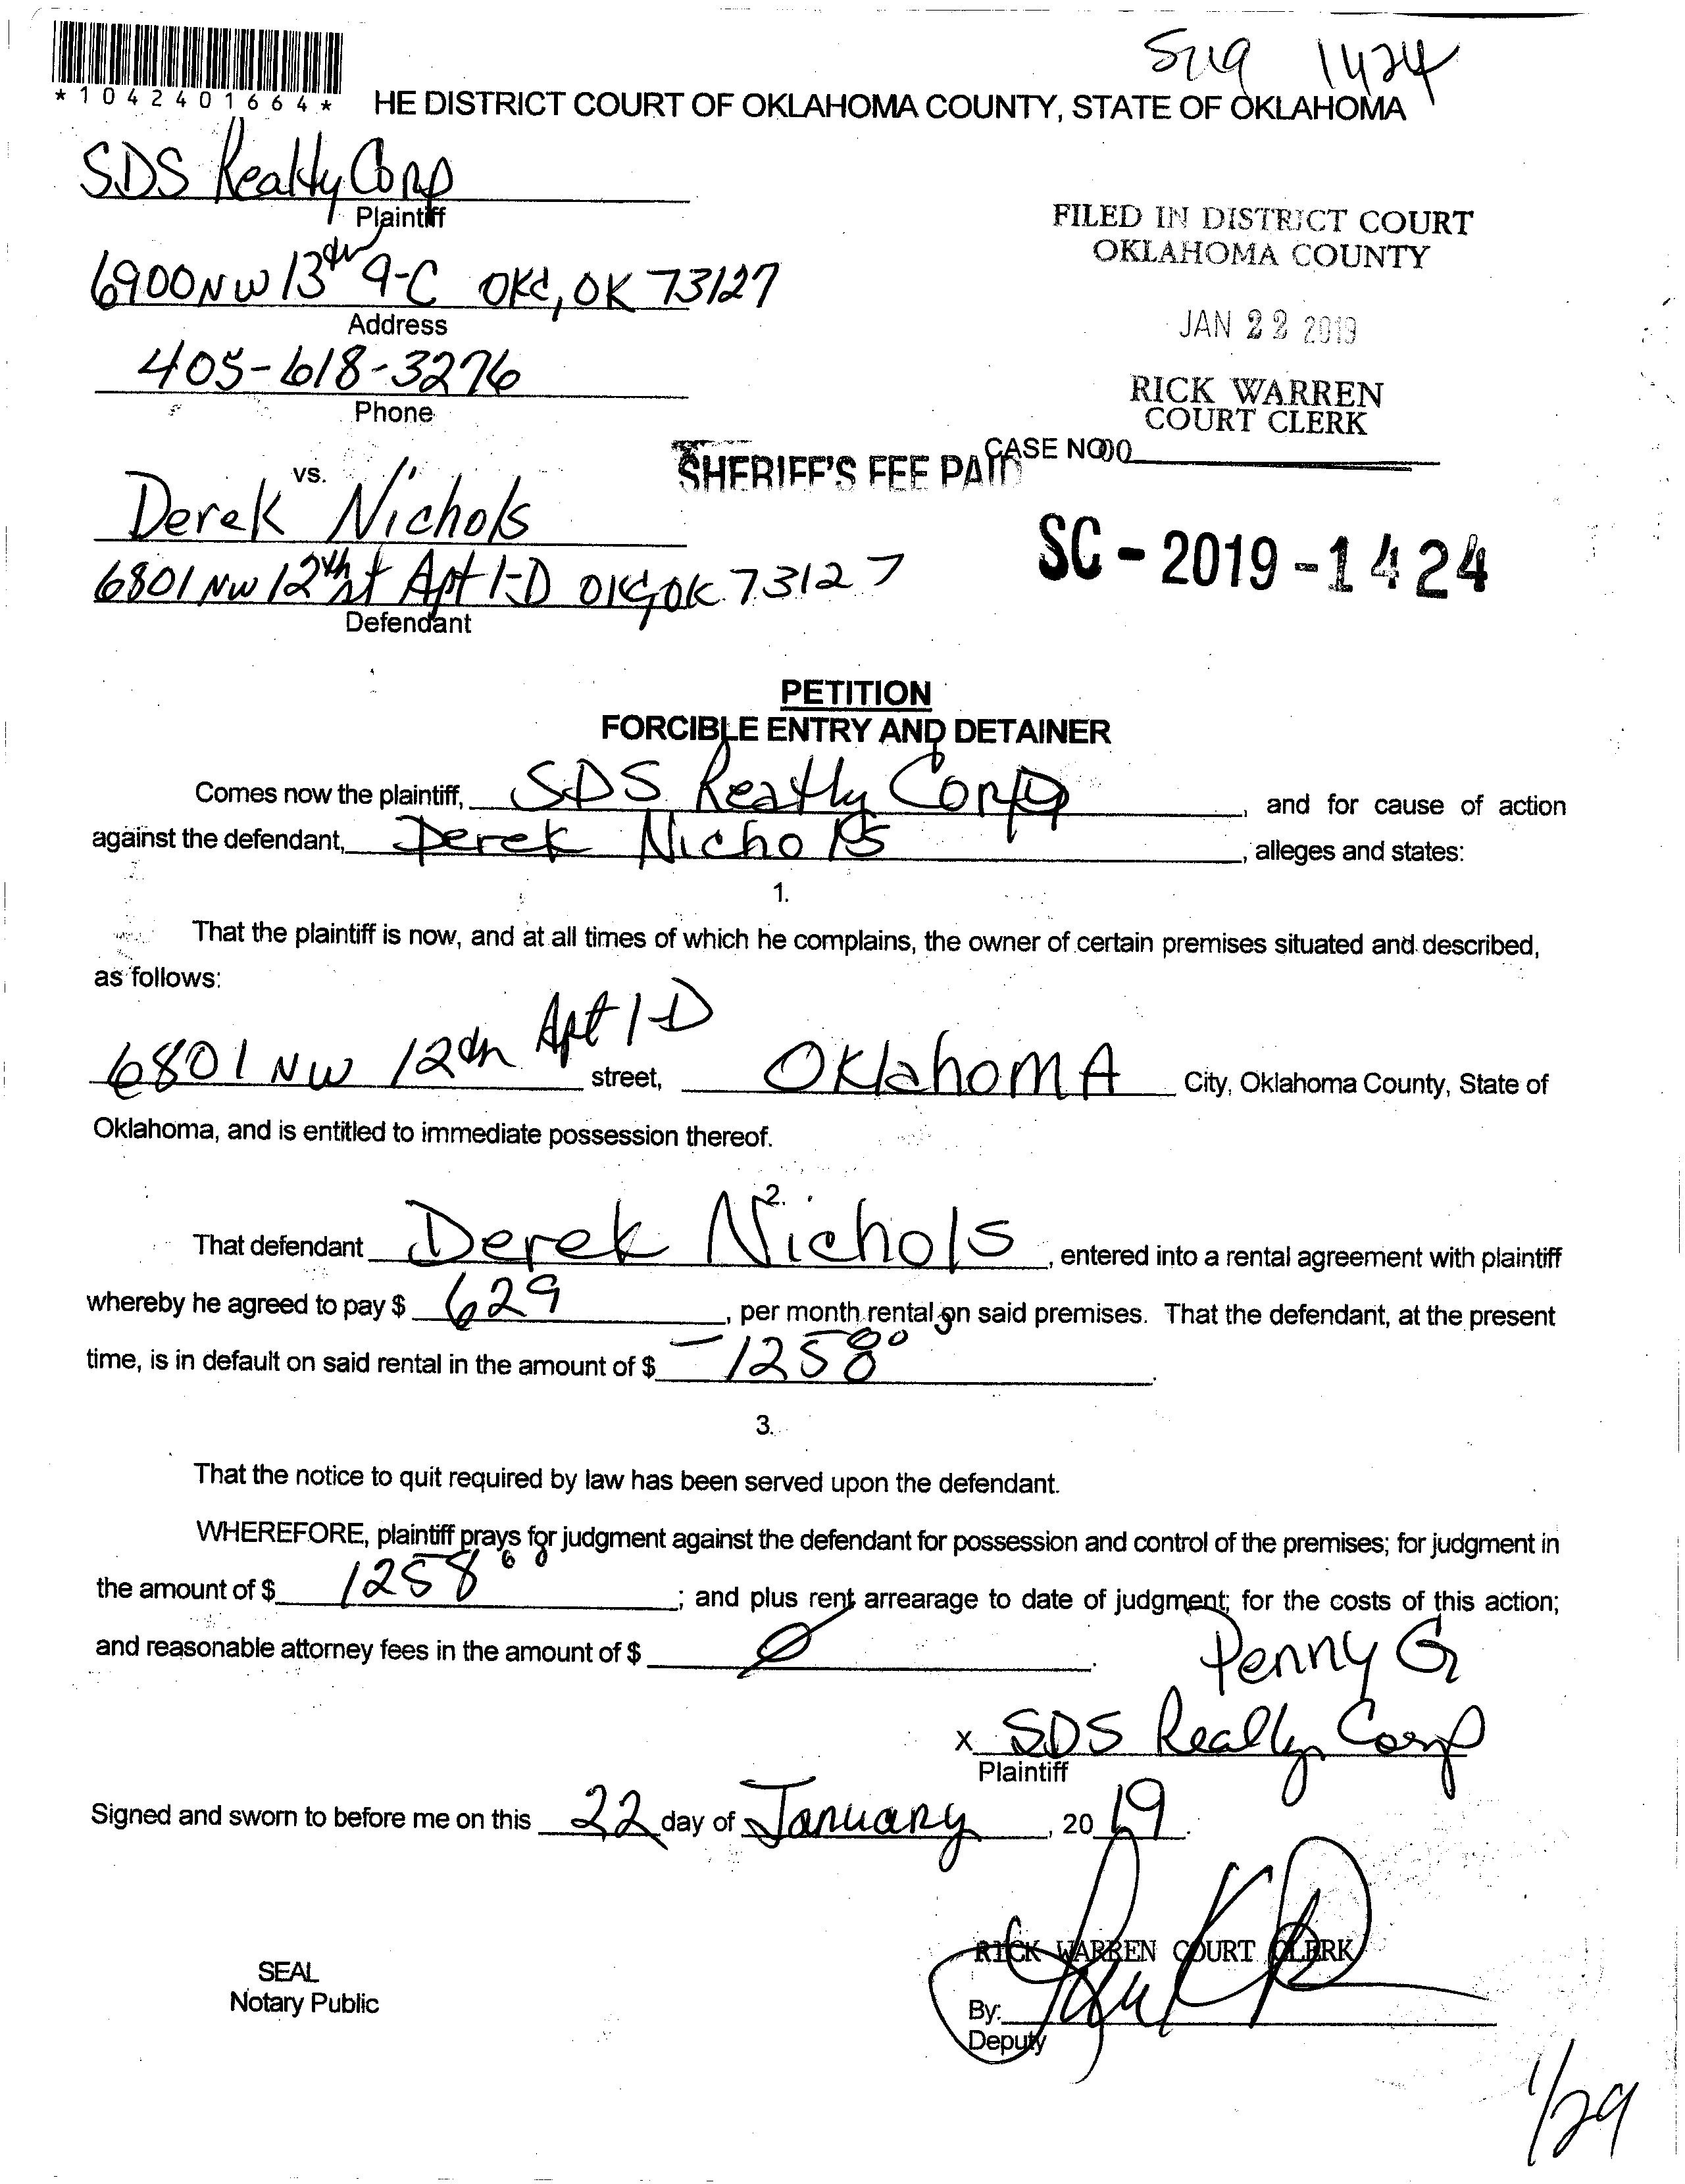 S719 1424
*1042401664*
HE DISTRICT COURT OF OKLAHOMA COUNTY, STATE OF OKLAHOMA
SDS Realty Corp
Plaintiff
6900 NW 13th 9-C OKC, OK 73127
Address
405-618-3276
Phone
FILED IN DISTRICT COURT
OKLAHOMA COUNTY
JAN 22 2019
RICK WARREN
COURT CLERK
SHERIFF'S FEE PAID
CASE NO
vs.
Derek Nichols
SC-2019-1424
6801 NW 12th st Apt 1-D OKC, OK 73127
Defendant
PETITION
FORCIBLE ENTRY AND DETAINER
Comes now the plaintiff, SDS Realty Corp, and for cause of action
against the defendant, Derek Nichols, alleges and states:
1.
That the plaintiff is now, and at all times of which he complains, the owner of certain premises situated and described,
as follows:
6801 NW 12th Apt 1-D street, OklahomA City, Oklahoma County, State of
Oklahoma, and is entitled to immediate possession thereof.
2.
That defendant Derek Nichols, entered into a rental agreement with plaintiff
whereby he agreed to pay $ 629, per month rental on said premises. That the defendant, at the present
time, is in default on said rental in the amount of $ -1258 00.
3.
That the notice to quit required by law has been served upon the defendant.
WHEREFORE, plaintiff prays for judgment against the defendant for possession and control of the premises; for judgment in
the amount of $ 1258 00; and plus rent arrearage to date of judgment; for the costs of this action;
and reasonable attorney fees in the amount of $ Ø.
Penny G
x SDS Realty Corp
Plaintiff
Signed and sworn to before me on this 22 day of January, 2019.
RICK WARREN COURT CLERK
SEAL
Notary Public
By:
Deputy
1/29